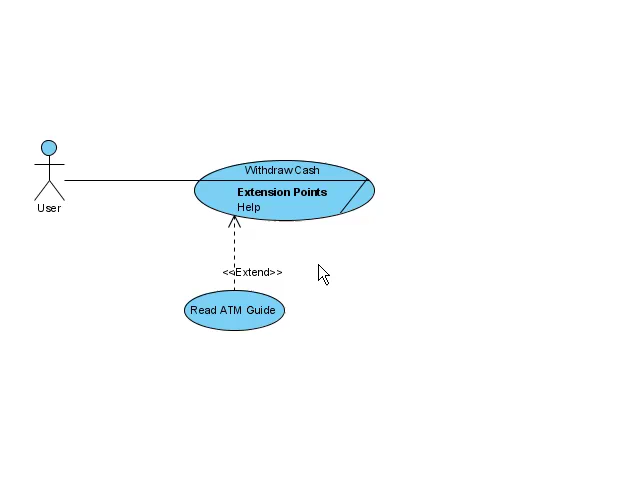 Withdraw Cash
Extension Points
Help
User
<<Extend>>
Read ATM Guide